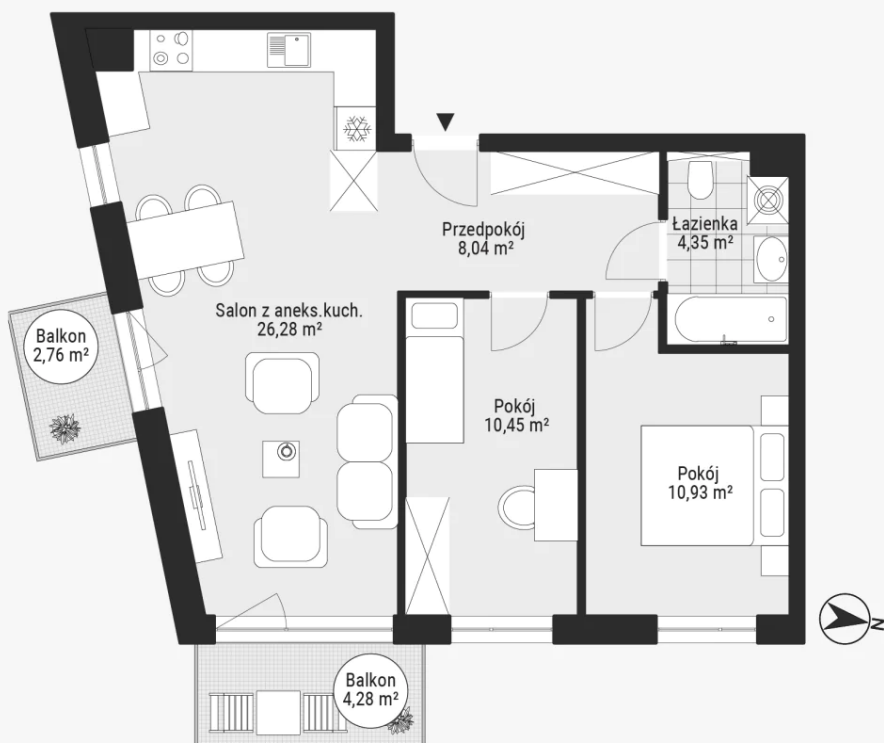 Przedpokój
8,04 m²
Łazienka
4,35 m²
Salon z aneks.kuch.
26,28 m²
Balkon
2,76 m²
Pokój
10,45 m²
Pokój
10,93 m²
N
Balkon
4,28 m²